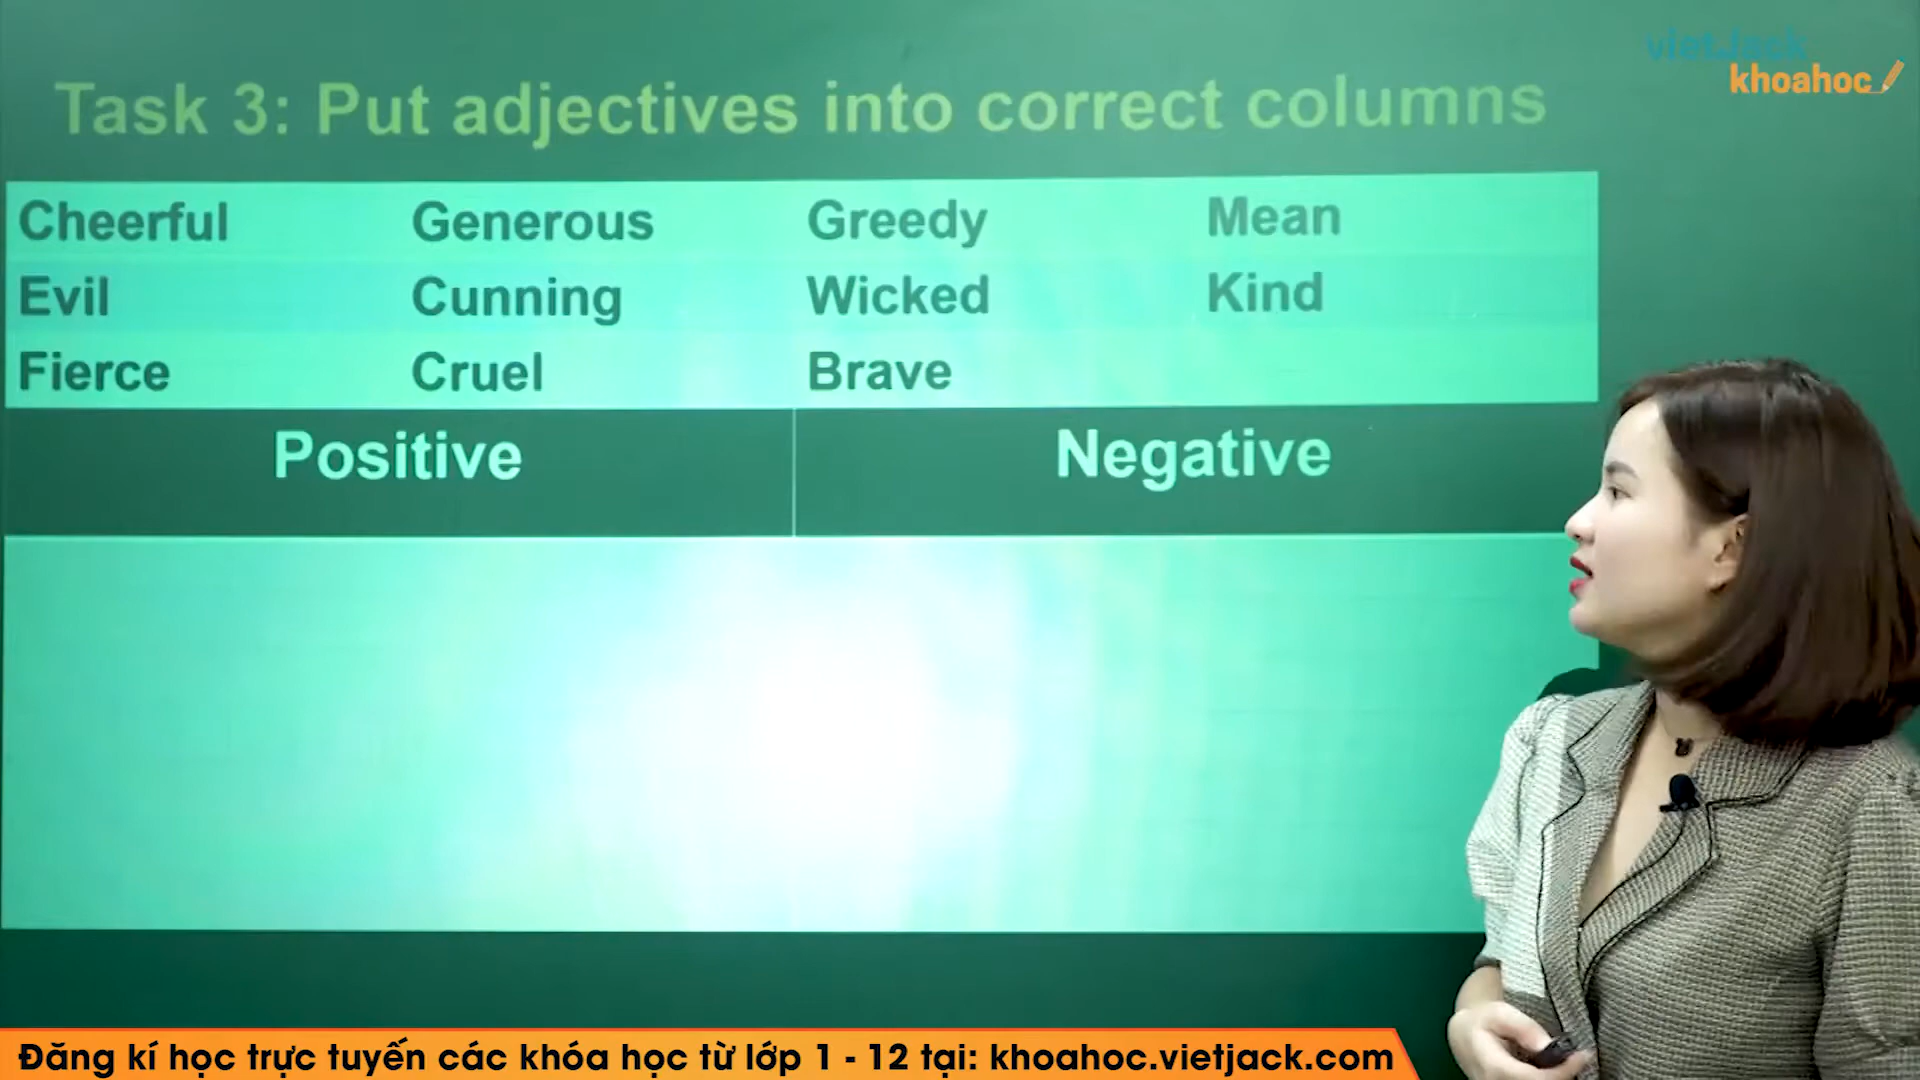 vietJack
khoahoc
Task 3: Put adjectives into correct columns
Cheerful Generous Greedy Mean
Evil Cunning Wicked Kind
Fierce Cruel Brave
Positive Negative
Đăng kí học trực tuyến các khóa học từ lớp 1 - 12 tại: khoahoc.vietjack.com